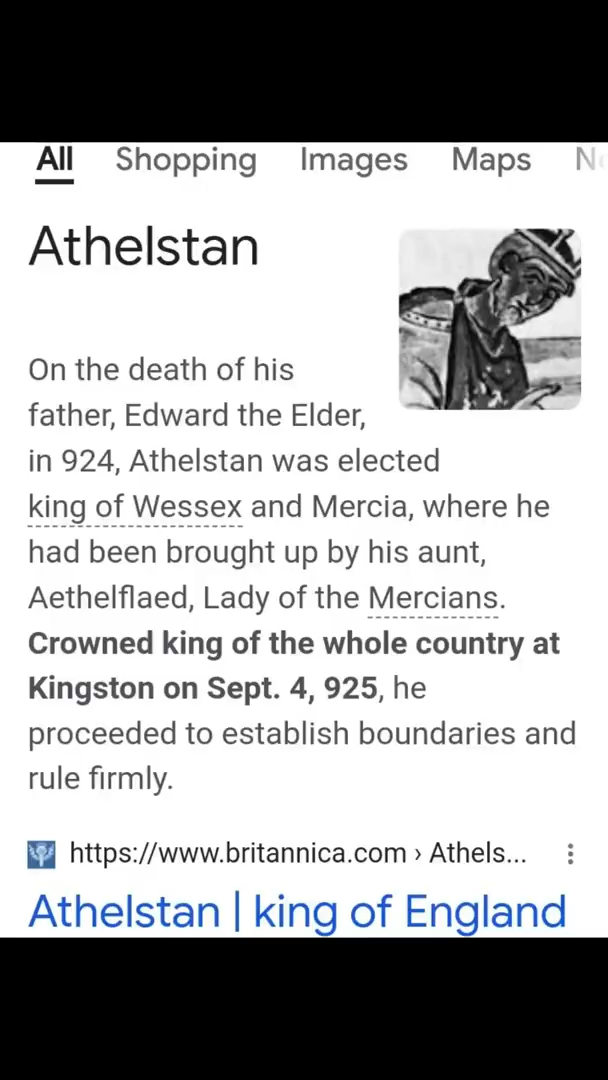 All Shopping Images Maps
Athelstan
On the death of his
father, Edward the Elder,
in 924, Athelstan was elected
king of Wessex and Mercia, where he
had been brought up by his aunt,
Aethelflaed, Lady of the Mercians.
Crowned king of the whole country at
Kingston on Sept. 4, 925, he
proceeded to establish boundaries and
rule firmly.
https://www.britannica.com › Athels...
Athelstan | king of England